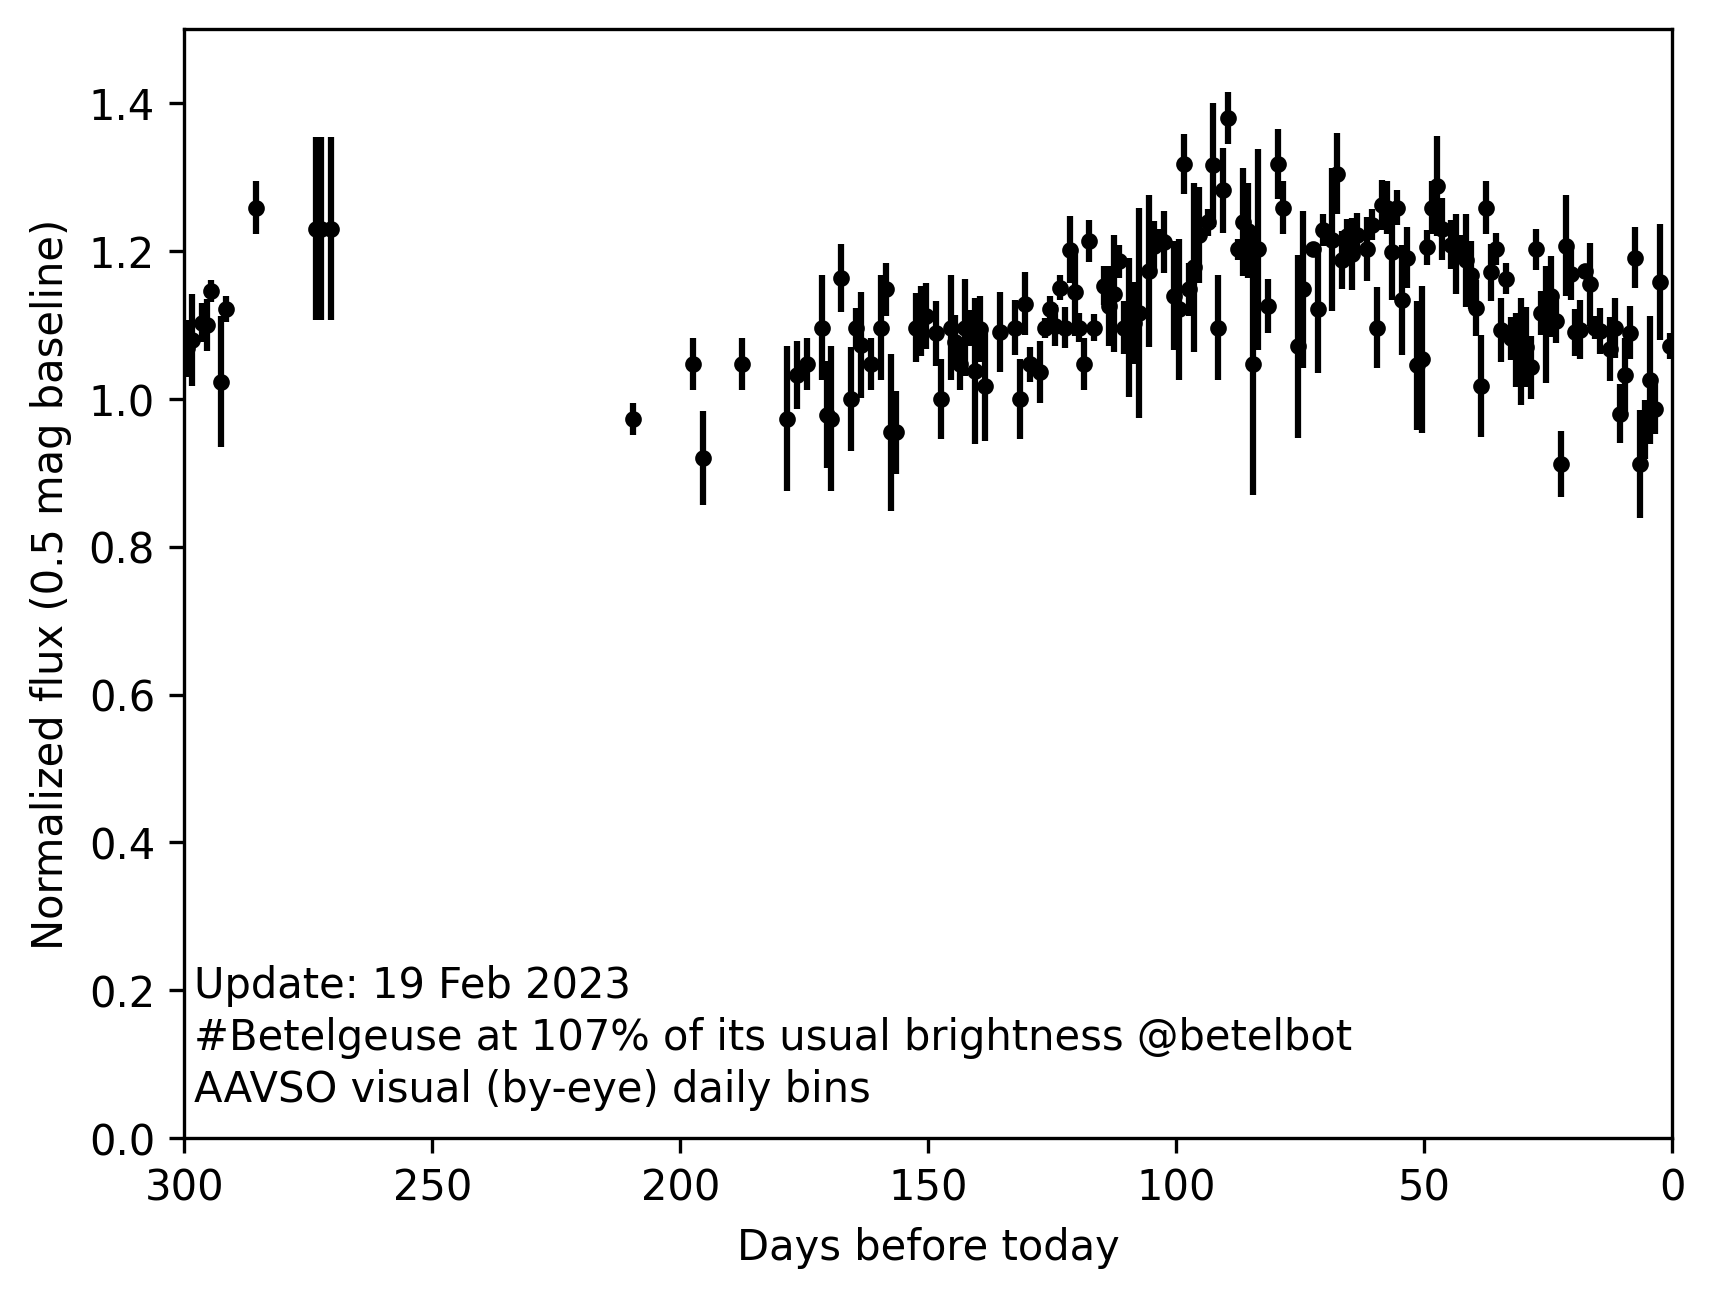 1.4
1.2
1.0
0.8
0.6
0.4
0.2
0.0
Normalized flux (0.5 mag baseline)
Update: 19 Feb 2023
#Betelgeuse at 107% of its usual brightness @betelbot
AAVSO visual (by-eye) daily bins
300 250 200 150 100 50 0
Days before today